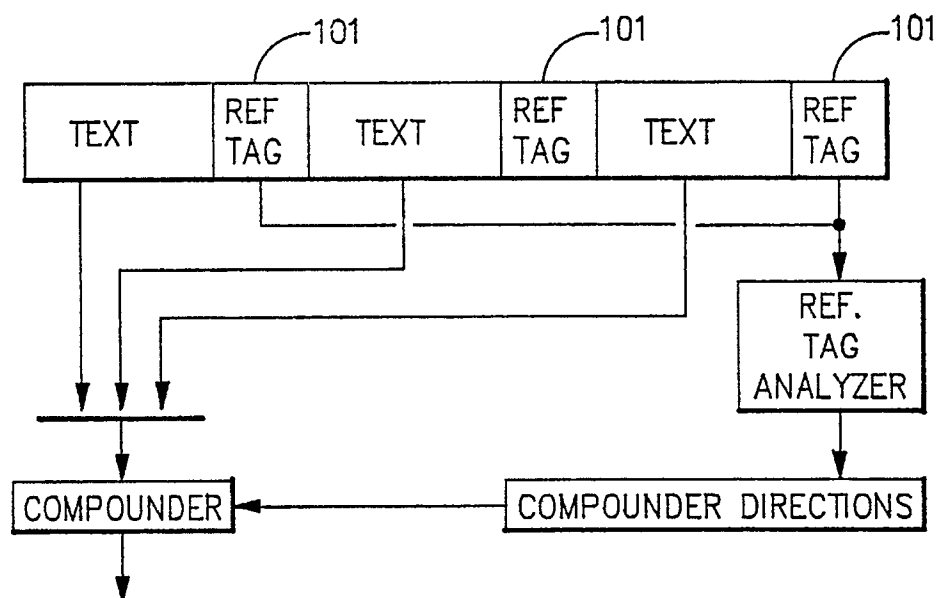 101
101
101
TEXT
REF
TAG
TEXT
REF
TAG
TEXT
REF
TAG
REF.
TAG
ANALYZER
COMPOUNDER
COMPOUNDER DIRECTIONS